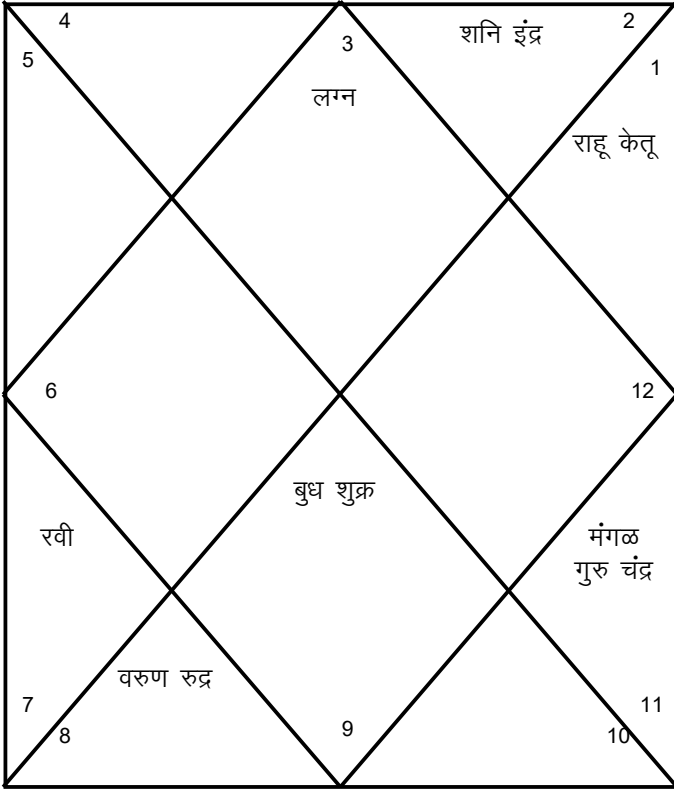 4
3
शनि इंद्र
2
5
1
लग्न
राहू केतू
6
12
बुध शुक्र
रवी
मंगळ
गुरु चंद्र
वरुण रुद्र
7
11
8
9
10